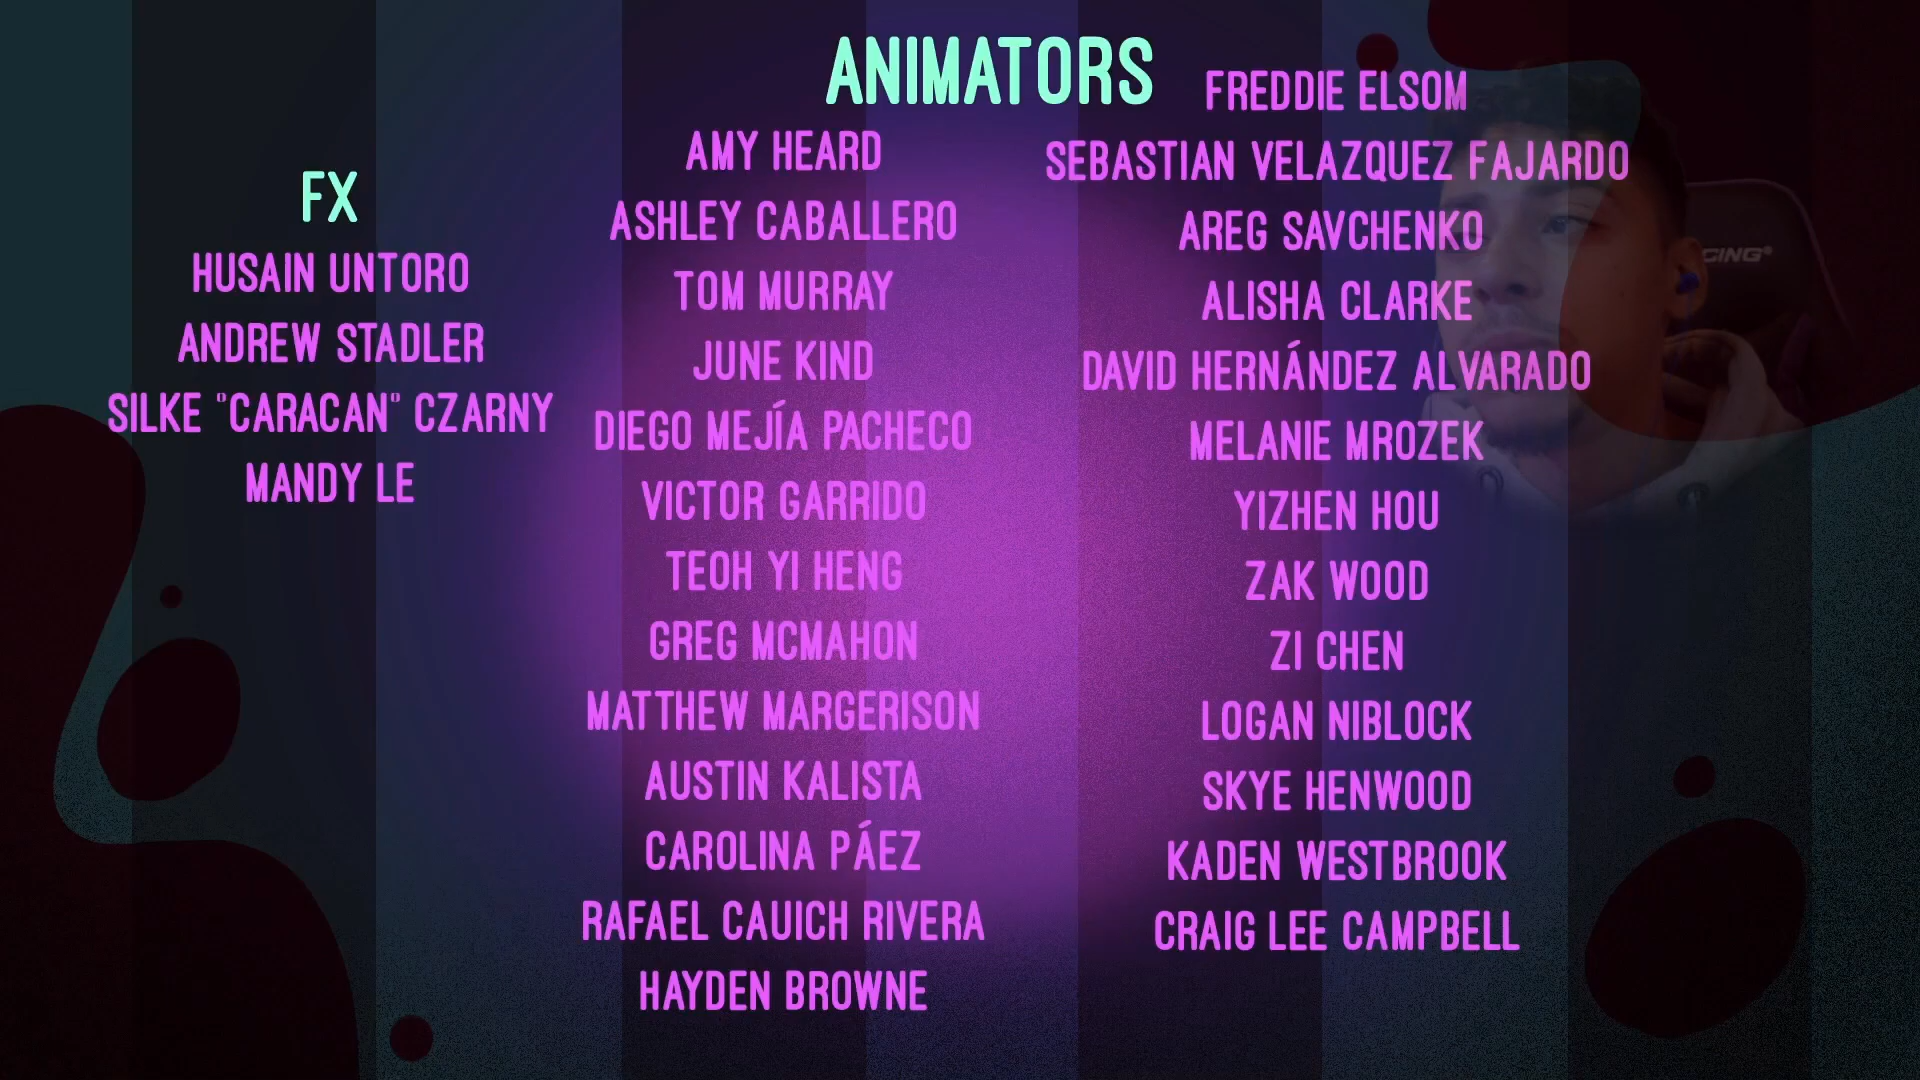 ANIMATORS
FX
HUSAIN UNTORO
ANDREW STADLER
SILKE "CARACAN" CZARNY
MANDY LE
AMY HEARD
ASHLEY CABALLERO
TOM MURRAY
JUNE KIND
DIEGO MEJÍA PACHECO
VICTOR GARRIDO
TEOH YI HENG
GREG MCMAHON
MATTHEW MARGERISON
AUSTIN KALISTA
CAROLINA PÁEZ
RAFAEL CAUICH RIVERA
HAYDEN BROWNE
FREDDIE ELSOM
SEBASTIAN VELAZQUEZ FAJARDO
AREG SAVCHENKO
ALISHA CLARKE
DAVID HERNÁNDEZ ALVARADO
MELANIE MROZEK
YIZHEN HOU
ZAK WOOD
ZI CHEN
LOGAN NIBLOCK
SKYE HENWOOD
KADEN WESTBROOK
CRAIG LEE CAMPBELL